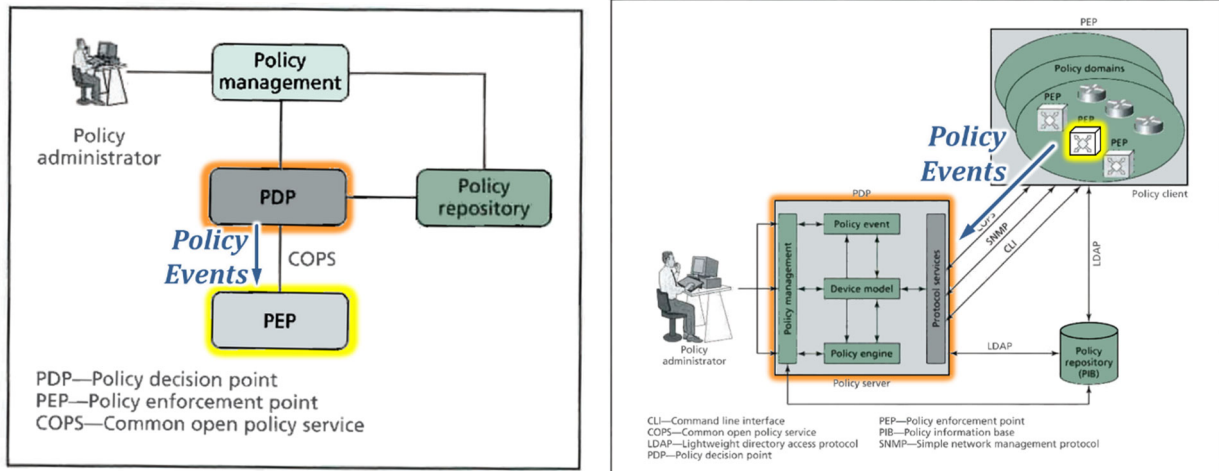 Policy
management
Policy
administrator
PDP
Policy
repository
Policy
Events
COPS
PEP
PDP—Policy decision point
PEP—Policy enforcement point
COPS—Common open policy service
PEP
Policy domains
PEP
PEP
PEP
Policy
Events
Policy client
PDP
COPS
SNMP
CLI
LDAP
Policy management
Policy event
Device model
Policy engine
Protocol services
Policy
administrator
Policy server
LDAP
Policy
repository
(PIB)
CLI—Command line interface
COPS—Common open policy service
LDAP—Lightweight directory access protocol
PDP—Policy decision point
PEP—Policy enforcement point
PIB—Policy information base
SNMP—Simple network management protocol